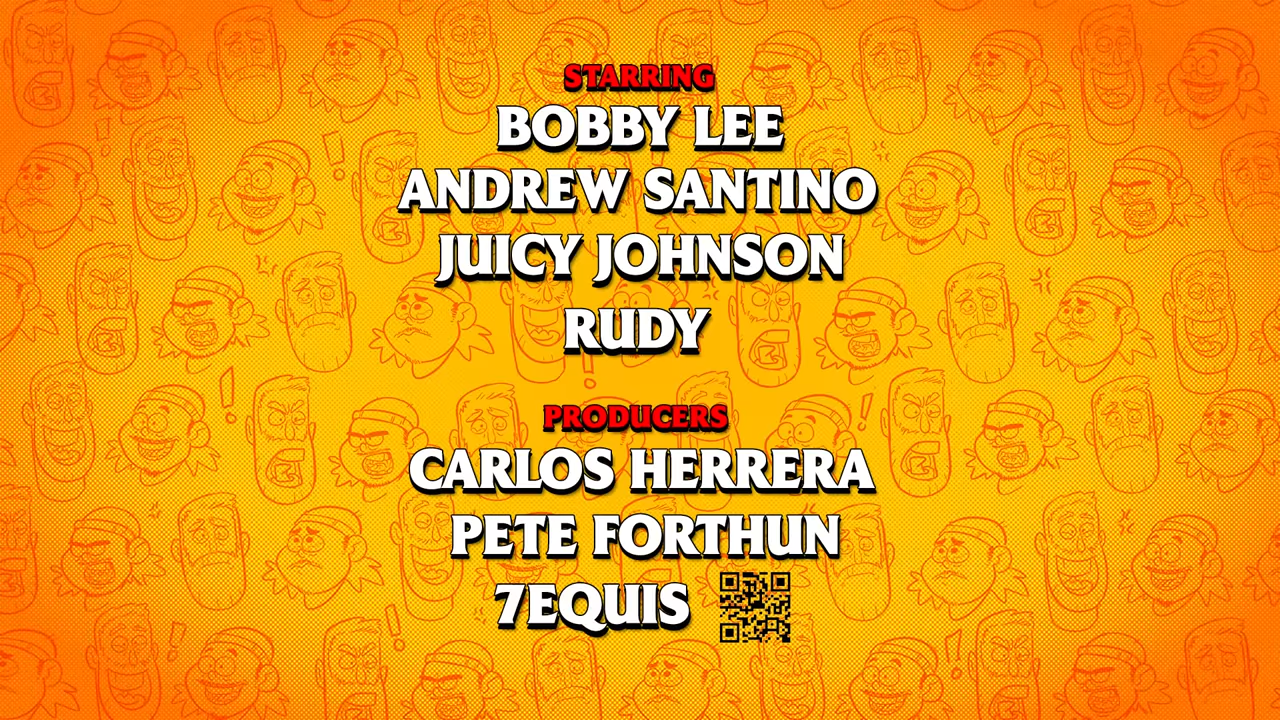 STARRING
BOBBY LEE
ANDREW SANTINO
JUICY JOHNSON
RUDY
PRODUCERS
CARLOS HERRERA
PETE FORTHUN
7EQUIS